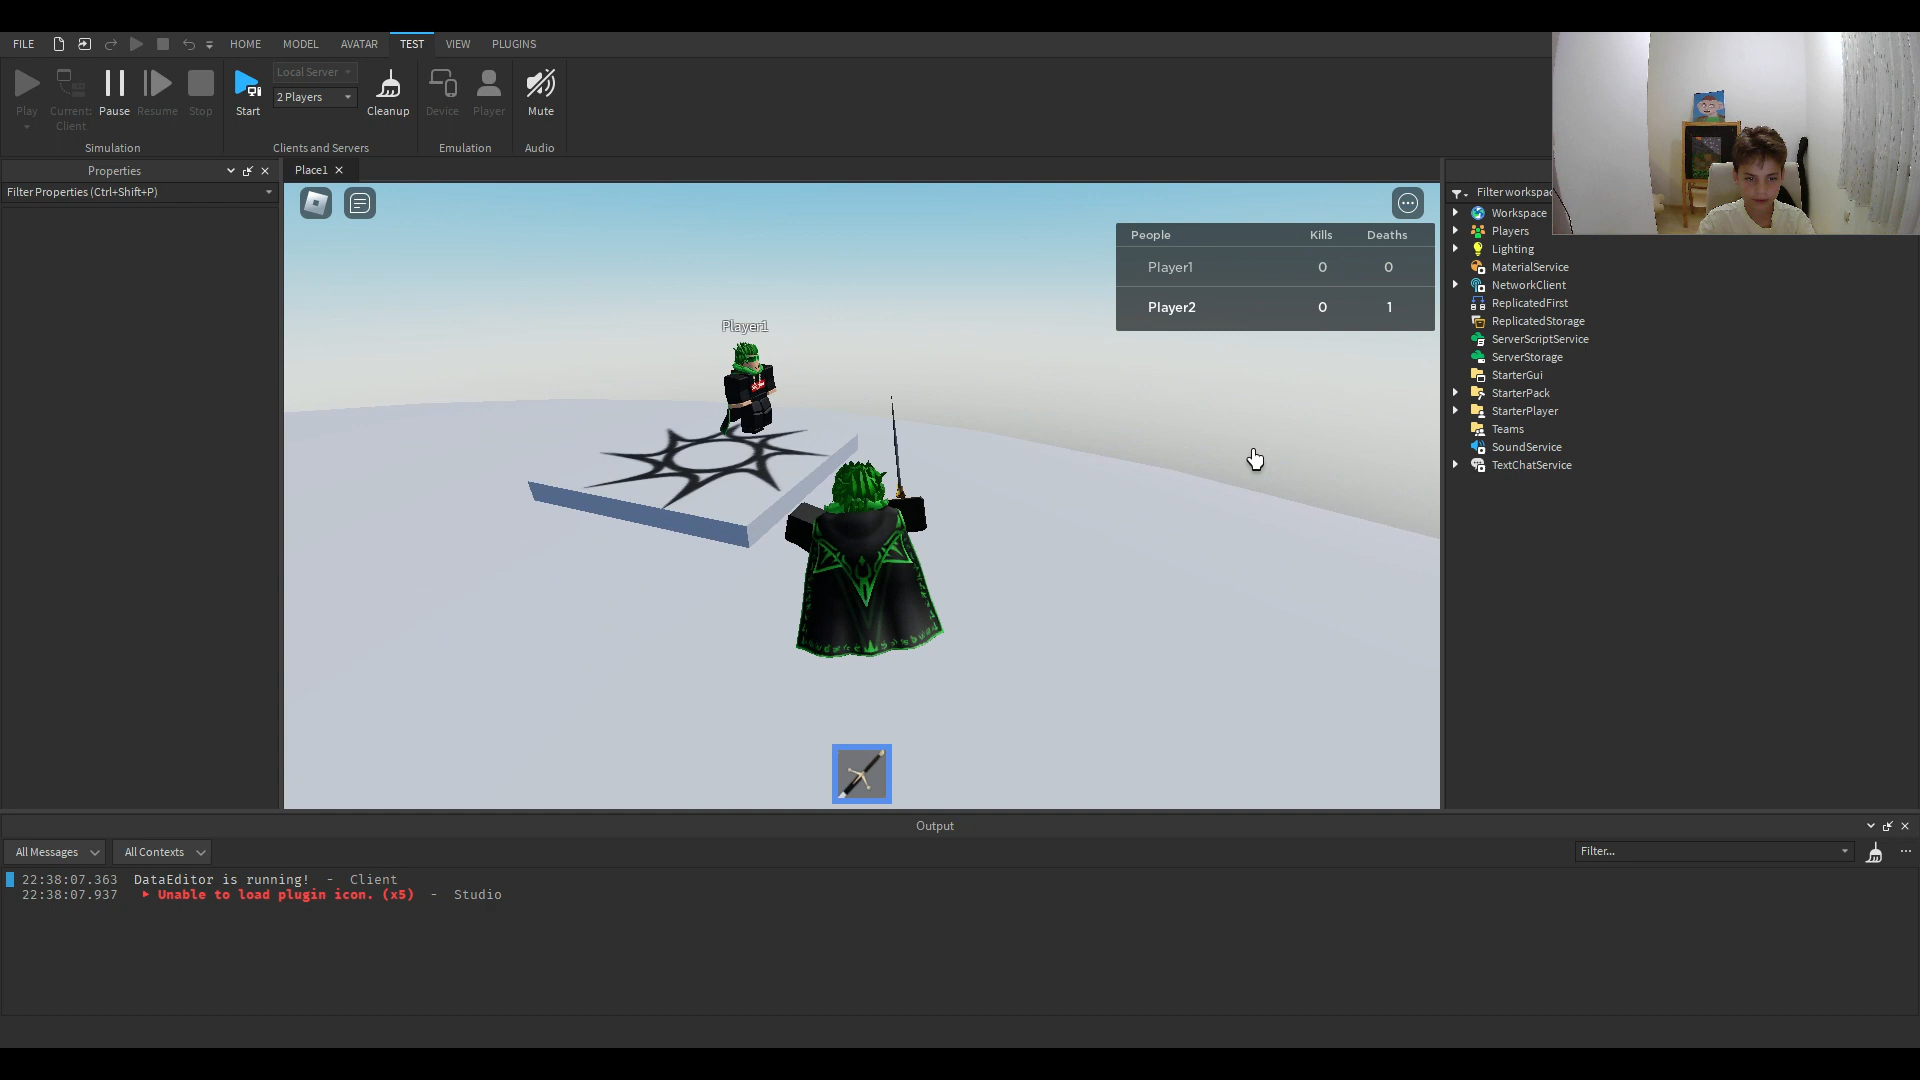 FILE HOME MODEL AVATAR TEST VIEW PLUGINS
Local Server
2 Players
Play Current: Client Pause Resume Stop Start Cleanup Device Player Mute
Simulation Clients and Servers Emulation Audio
Properties
Place1
Filter Properties (Ctrl+Shift+P)
Filter workspac
Workspace
Players
Lighting
MaterialService
NetworkClient
ReplicatedFirst
ReplicatedStorage
ServerScriptService
ServerStorage
StarterGui
StarterPack
StarterPlayer
Teams
SoundService
TextChatService
People Kills Deaths
Player1 0 0
Player2 0 1
Player1
Output
All Messages All Contexts Filter...
22:38:07.363 DataEditor is running! - Client
22:38:07.937 Unable to load plugin icon. (x5) - Studio